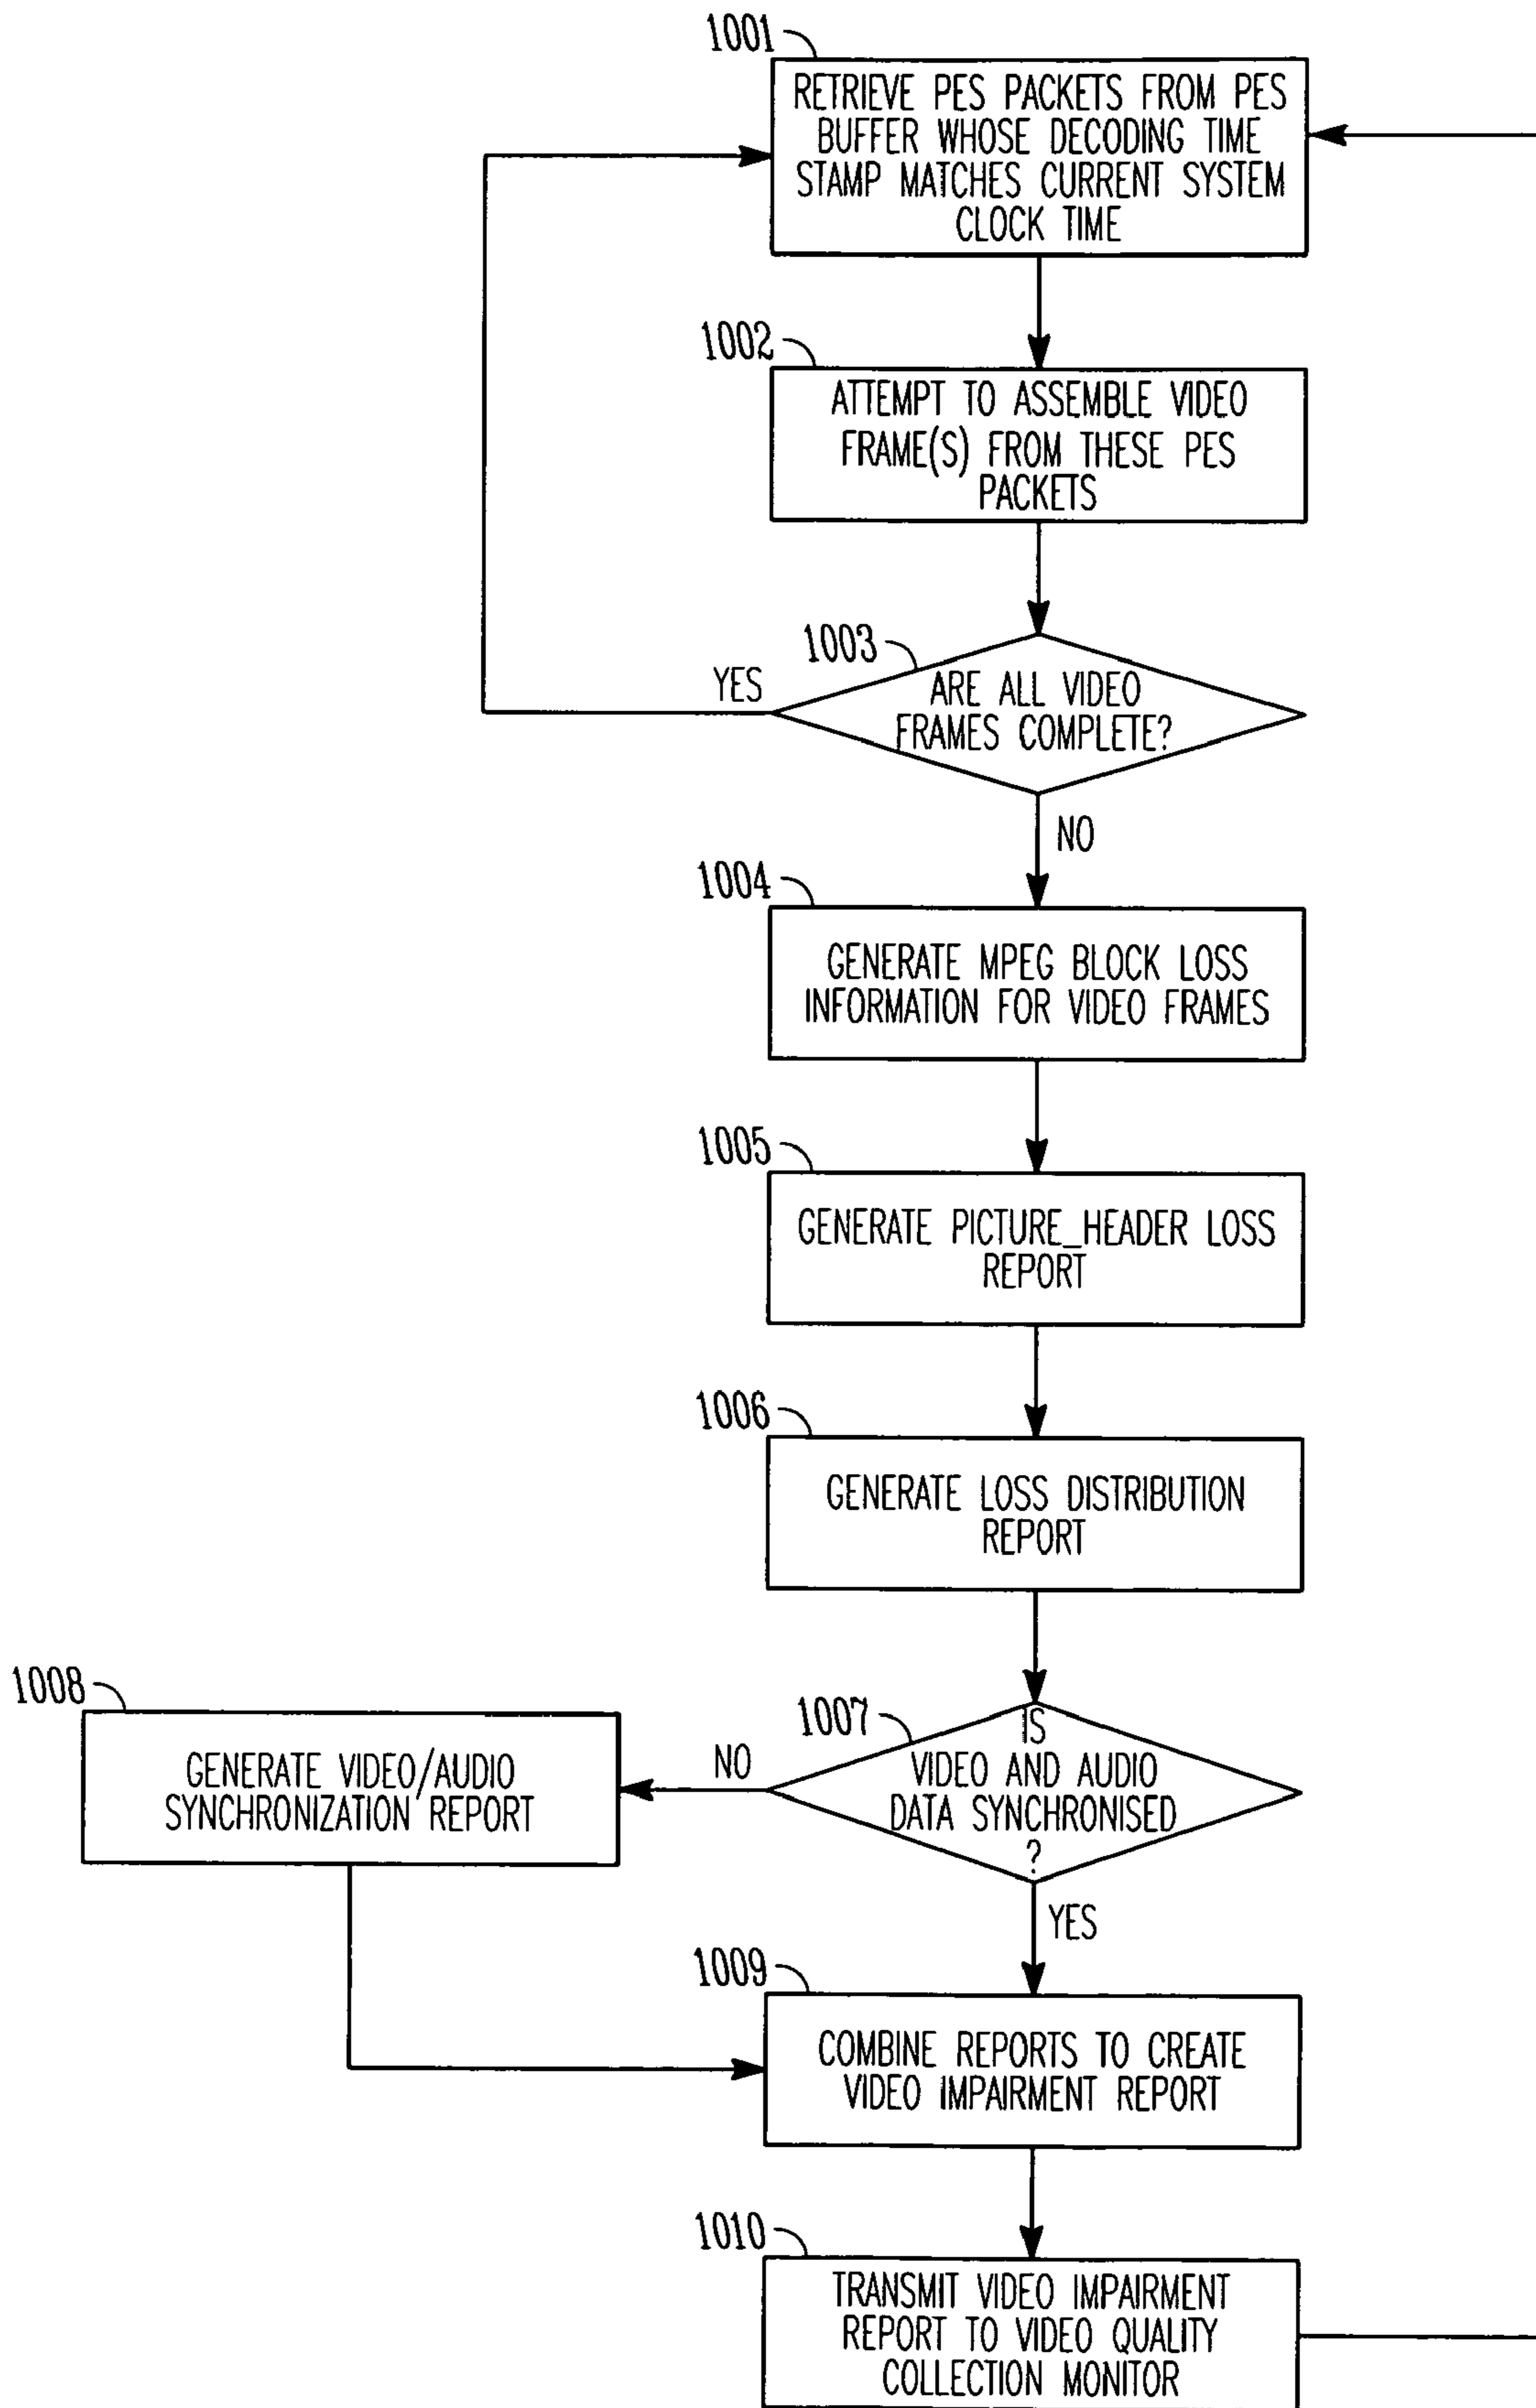 1001
RETRIEVE PES PACKETS FROM PES
BUFFER WHOSE DECODING TIME
STAMP MATCHES CURRENT SYSTEM
CLOCK TIME
1002
ATTEMPT TO ASSEMBLE VIDEO
FRAME(S) FROM THESE PES
PACKETS
1003
YES
ARE ALL VIDEO
FRAMES COMPLETE?
NO
1004
GENERATE MPEG BLOCK LOSS
INFORMATION FOR VIDEO FRAMES
1005
GENERATE PICTURE_HEADER LOSS
REPORT
1006
GENERATE LOSS DISTRIBUTION
REPORT
1007
IS
VIDEO AND AUDIO
DATA SYNCHRONISED
?
NO
1008
GENERATE VIDEO/AUDIO
SYNCHRONIZATION REPORT
YES
1009
COMBINE REPORTS TO CREATE
VIDEO IMPAIRMENT REPORT
1010
TRANSMIT VIDEO IMPAIRMENT
REPORT TO VIDEO QUALITY
COLLECTION MONITOR